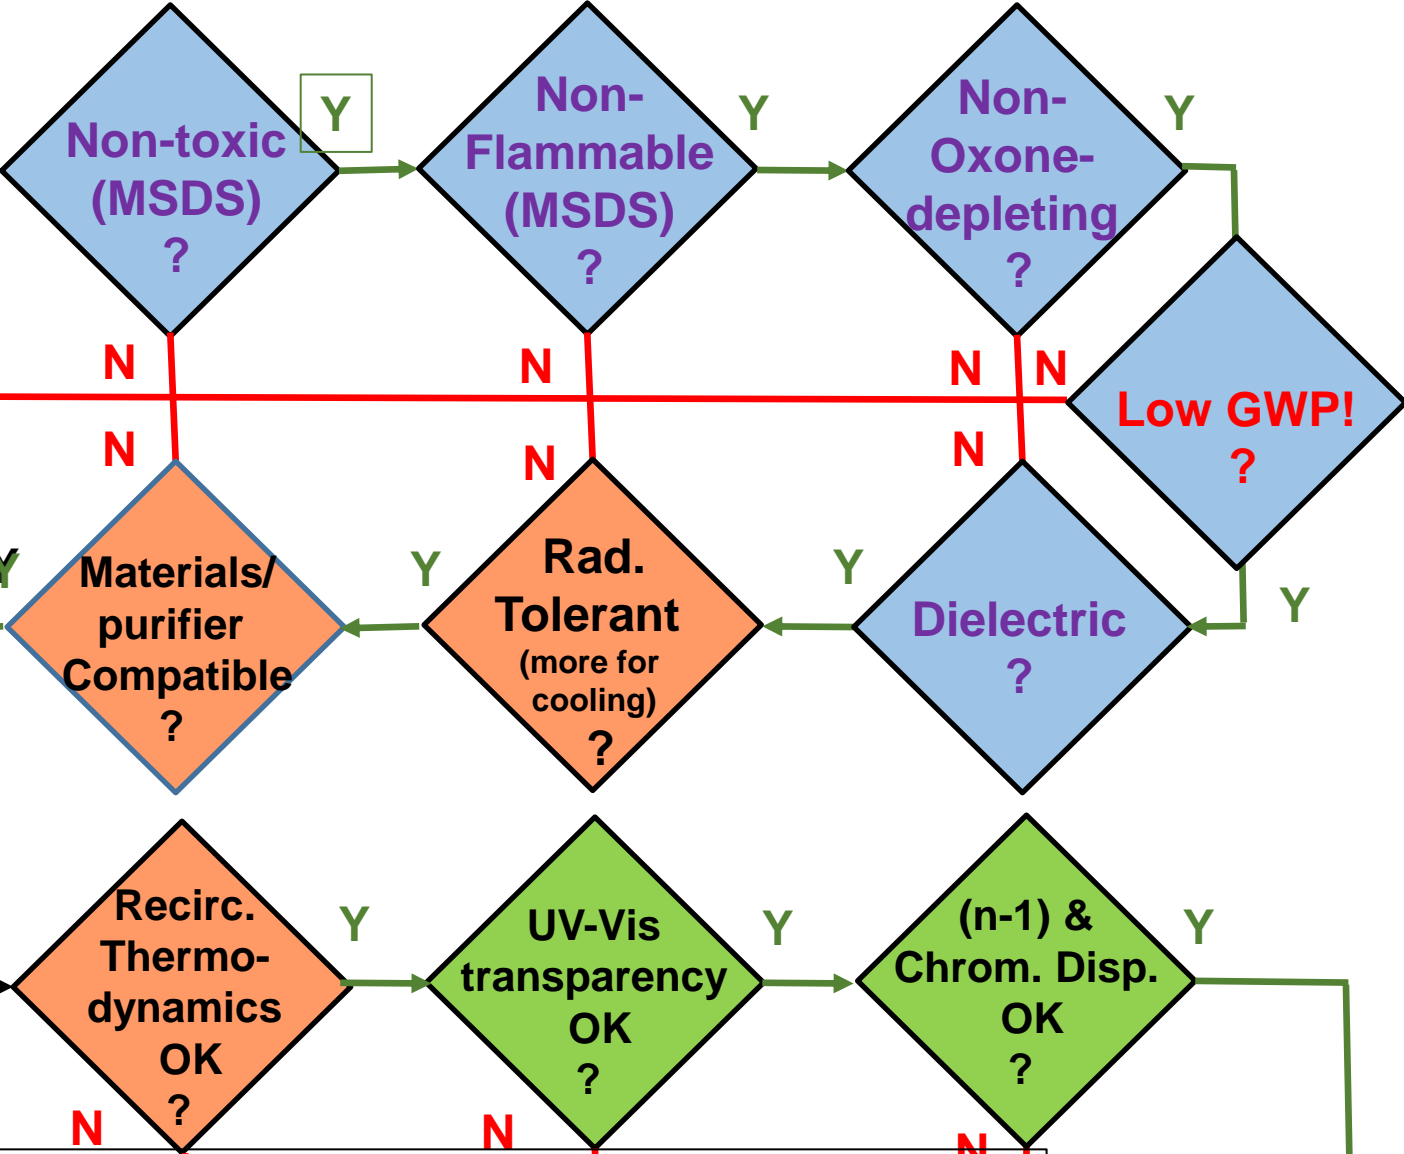 Non-toxic
(MSDS)
?
Y
Non-
Flammable
(MSDS)
?
Y
Non-
Oxone-
depleting
?
Y
N
N
N
N
Low GWP!
?
N
N
N
Y
Materials/
purifier
Compatible
?
Y
Rad.
Tolerant
(more for
cooling)
?
Y
Dielectric
?
Y
Recirc.
Thermo-
dynamics
OK
?
Y
UV-Vis
transparency
OK
?
Y
(n-1) &
Chrom. Disp.
OK
?
Y
N
N
N